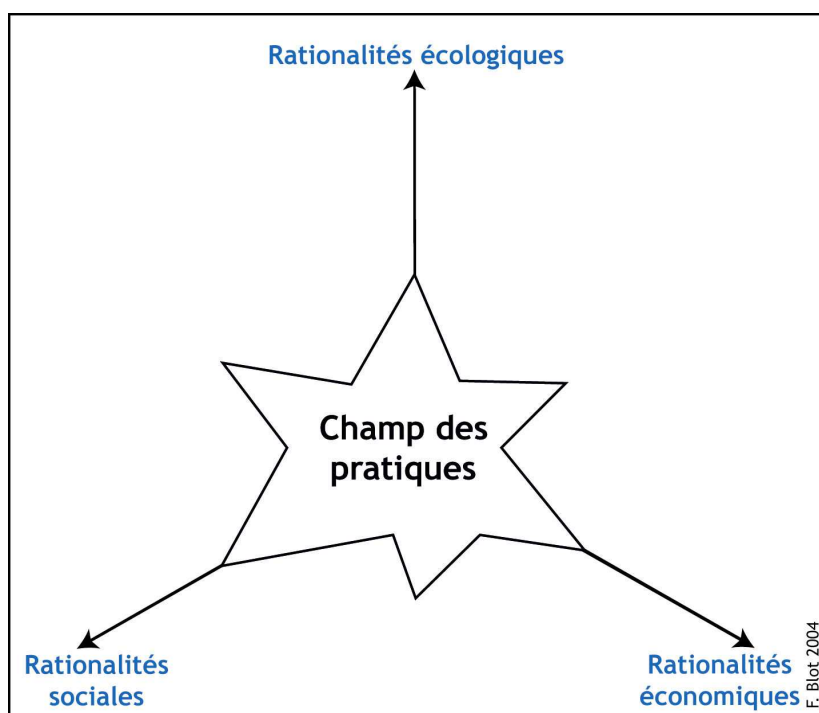 Rationalités écologiques
Champ des
pratiques
Rationalités
sociales
Rationalités
économiques
F. Blot 2004